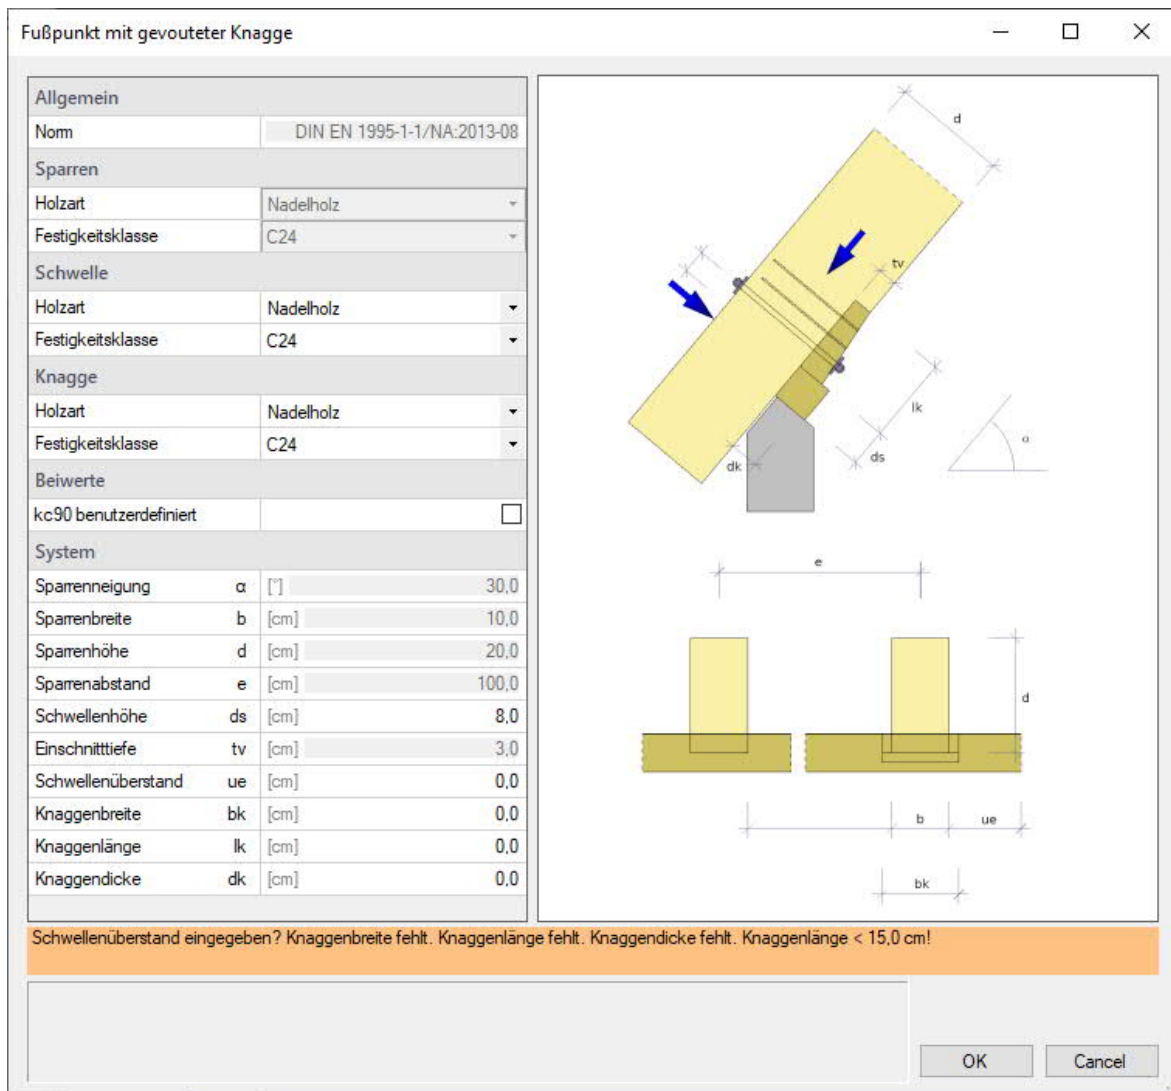 Fußpunkt mit gevouteter Knagge
Allgemein
Norm DIN EN 1995-1-1/NA:2013-08
Sparren
Holzart Nadelholz
Festigkeitsklasse C24
Schwelle
Holzart Nadelholz
Festigkeitsklasse C24
Knagge
Holzart Nadelholz
Festigkeitsklasse C24
Beiwerte
kc90 benutzerdefiniert
System
Sparrenneigung α [°] 30,0
Sparrenbreite b [cm] 10,0
Sparrenhöhe d [cm] 20,0
Sparrenabstand e [cm] 100,0
Schwellenhöhe ds [cm] 8,0
Einschnitttiefe tv [cm] 3,0
Schwellenüberstand ue [cm] 0,0
Knaggenbreite bk [cm] 0,0
Knaggenlänge lk [cm] 0,0
Knaggendicke dk [cm] 0,0
d
tv
lk
α
ds
dk
e
d
b ue
bk
Schwellenüberstand eingegeben? Knaggenbreite fehlt. Knaggenlänge fehlt. Knaggendicke fehlt. Knaggenlänge < 15,0 cm!
OK Cancel